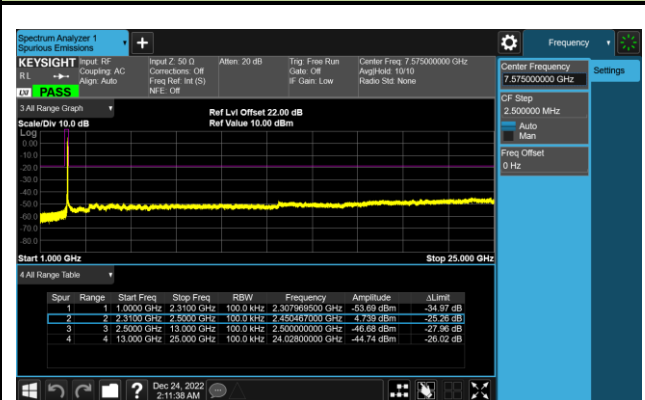 Spectrum Analyzer 1
Spurious Emissions
Frequency
KEYSIGHT
RL
Input: RF
Coupling: AC
Align: Auto
Input Z: 50 Ω
Corrections: Off
Freq Ref: Int (S)
NFE: Off
Atten: 20 dB
Trig: Free Run
Gate: Off
IF Gain: Low
Center Freq: 7.575000000 GHz
Avg|Hold: 10/10
Radio Std: None
LXI
PASS
Center Frequency
7.575000000 GHz
Settings
CF Step
2.500000 MHz
Auto
Man
Freq Offset
0 Hz
3 All Range Graph
Scale/Div 10.0 dB
Ref Lvl Offset 22.00 dB
Ref Value 10.00 dBm
Log
0.00
-10.0
-20.0
-30.0
-40.0
-50.0
-60.0
-70.0
-80.0
Start 1.000 GHz
Stop 25.000 GHz
4 All Range Table
Spur Range Start Freq Stop Freq RBW Frequency Amplitude ΔLimit
1 1 1.0000 GHz 2.3100 GHz 100.0 kHz 2.307969500 GHz -53.69 dBm -34.97 dB
2 2 2.3100 GHz 2.5000 GHz 100.0 kHz 2.450467000 GHz 4.739 dBm -25.26 dB
3 3 2.5000 GHz 13.000 GHz 100.0 kHz 2.500000000 GHz -46.68 dBm -27.96 dB
4 4 13.000 GHz 25.000 GHz 100.0 kHz 24.02800000 GHz -44.74 dBm -26.02 dB
Dec 24, 2022
2:11:38 AM